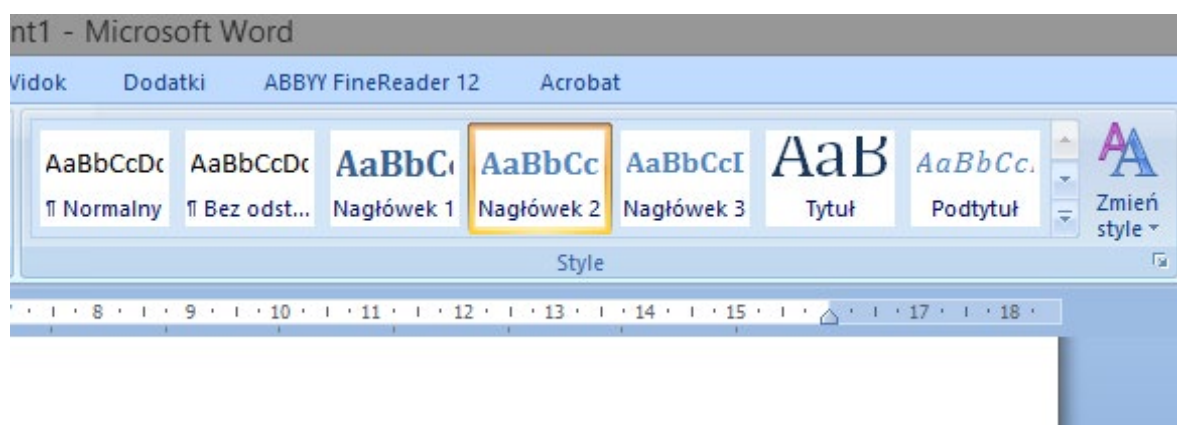 nt1 - Microsoft Word
Widok Dodatki ABBYY FineReader 12 Acrobat
AaBbCcDc AaBbCcDc AaBbC AaBbCc AaBbCcI AaB AaBbCc.
¶ Normalny ¶ Bez odst... Nagłówek 1 Nagłówek 2 Nagłówek 3 Tytuł Podtytuł
Zmień
style
Style
8 9 10 11 12 13 14 15 17 18